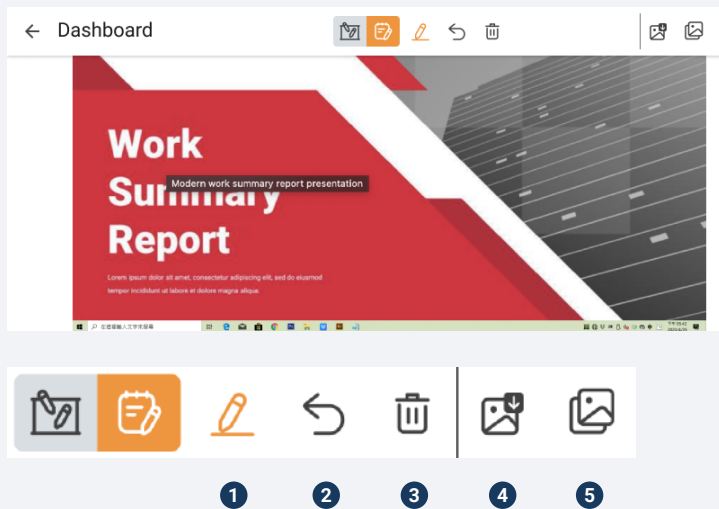 Dashboard
Work
Summary
Report
Modern work summary report presentation
Lorem ipsum dolor sit amet, consectetur adipiscing elit, sed do eiusmod
tempor incididunt ut labore et dolore magna aliqua.
1
2
3
4
5